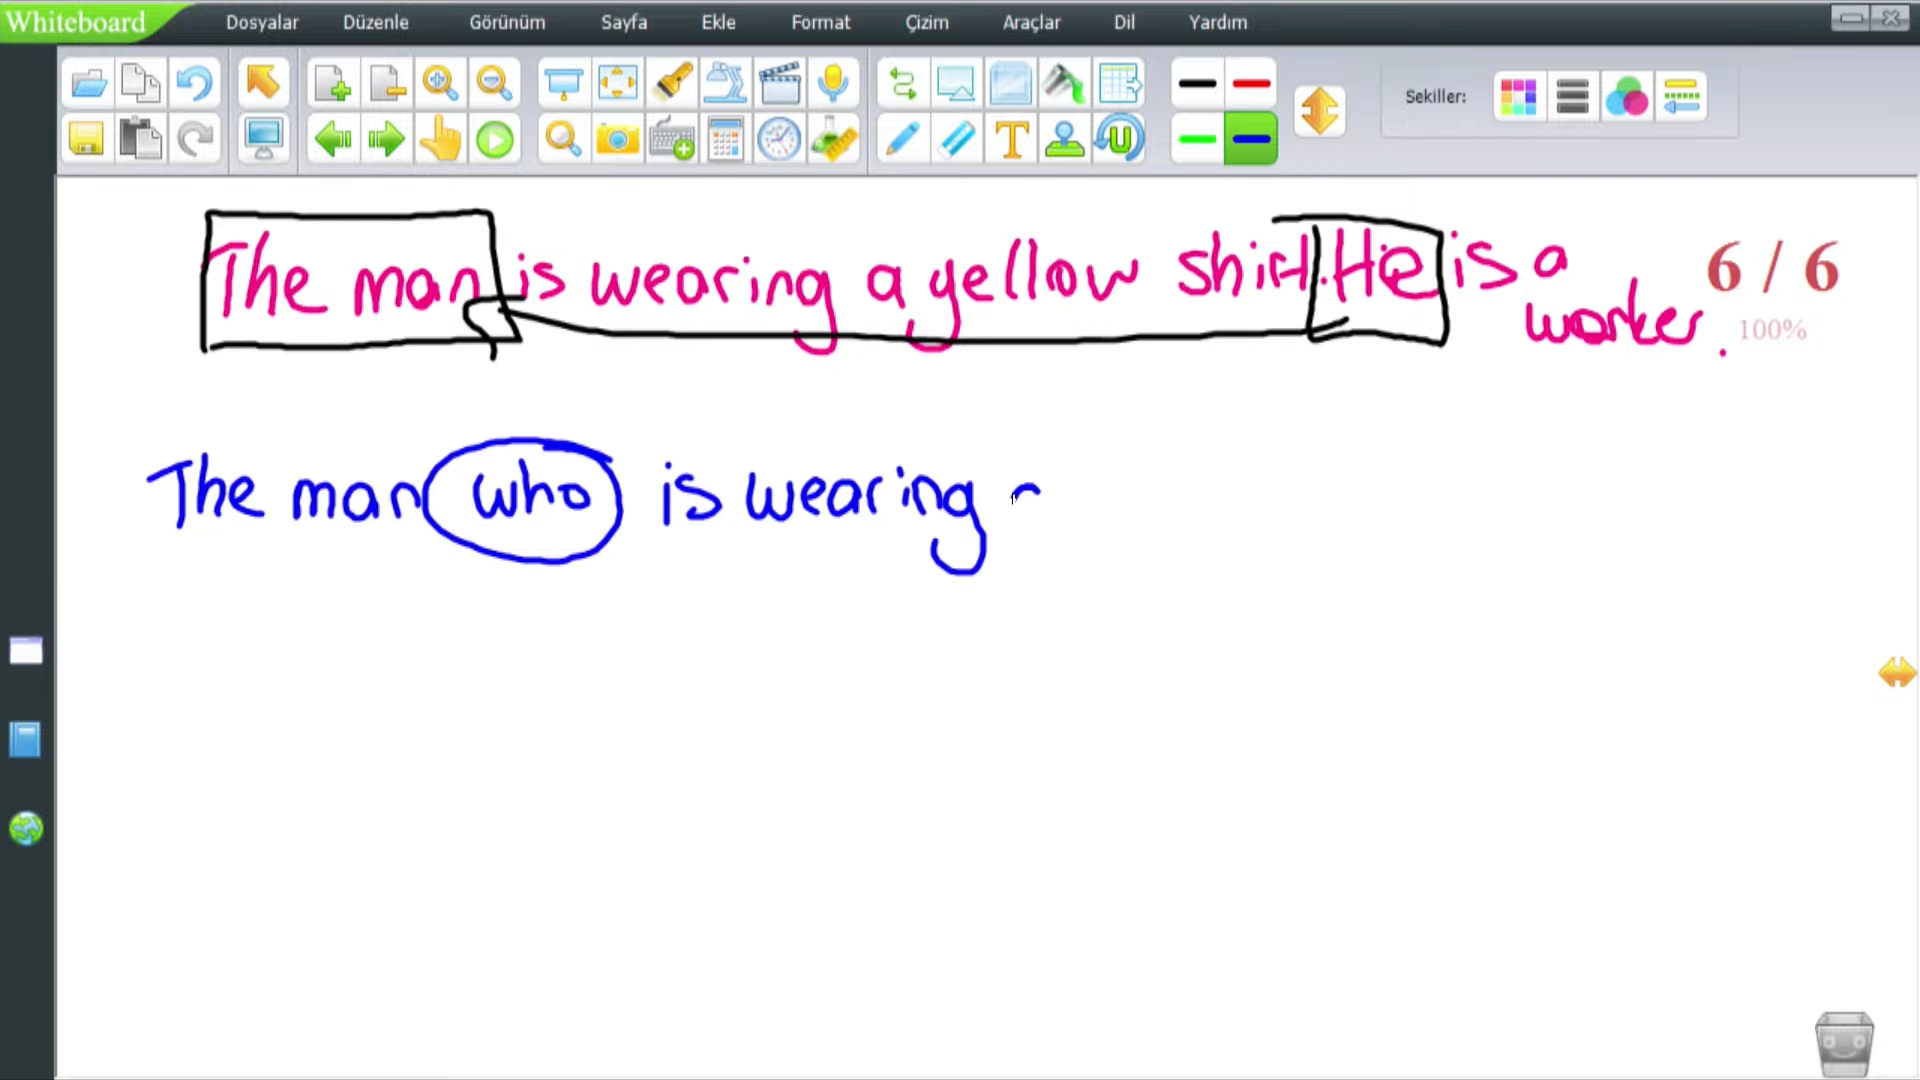 Whiteboard
Dosyalar Düzenle Görünüm Sayfa Ekle Format Çizim Araçlar Dil Yardım
Sekiller:
The man is wearing a yellow shirt. He is a
worker.
6 / 6
100%
The man who is wearing